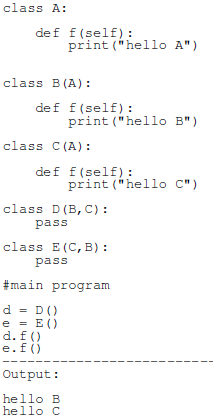 class A:
    def f(self):
        print("hello A")
class B(A):
    def f(self):
        print("hello B")
class C(A):
    def f(self):
        print("hello C")
class D(B,C):
    pass
class E(C,B):
    pass
#main program
d = D()
e = E()
d.f()
e.f()
--------------------------
Output:
hello B
hello C